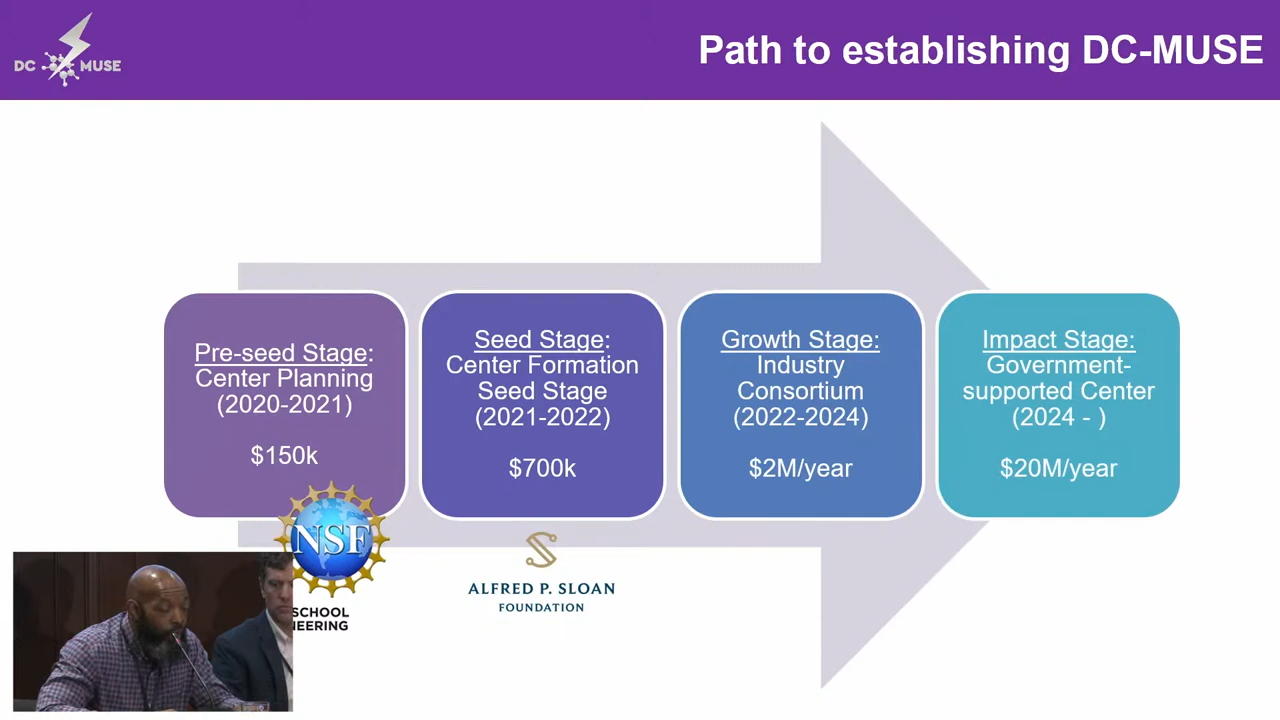 DC MUSE
Path to establishing DC-MUSE
Pre-seed Stage:
Center Planning
(2020-2021)
$150k
Seed Stage:
Center Formation
Seed Stage
(2021-2022)
$700k
Growth Stage:
Industry
Consortium
(2022-2024)
$2M/year
Impact Stage:
Government-
supported Center
(2024 - )
$20M/year
NSF
SCHOOL
NEERING
ALFRED P. SLOAN
FOUNDATION